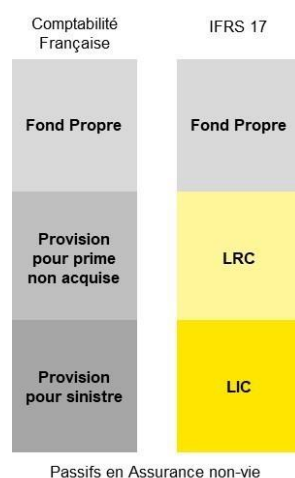 Comptabilité
Française
IFRS 17
Fond Propre
Fond Propre
Provision
pour prime
non acquise
LRC
Provision
pour sinistre
LIC
Passifs en Assurance non-vie